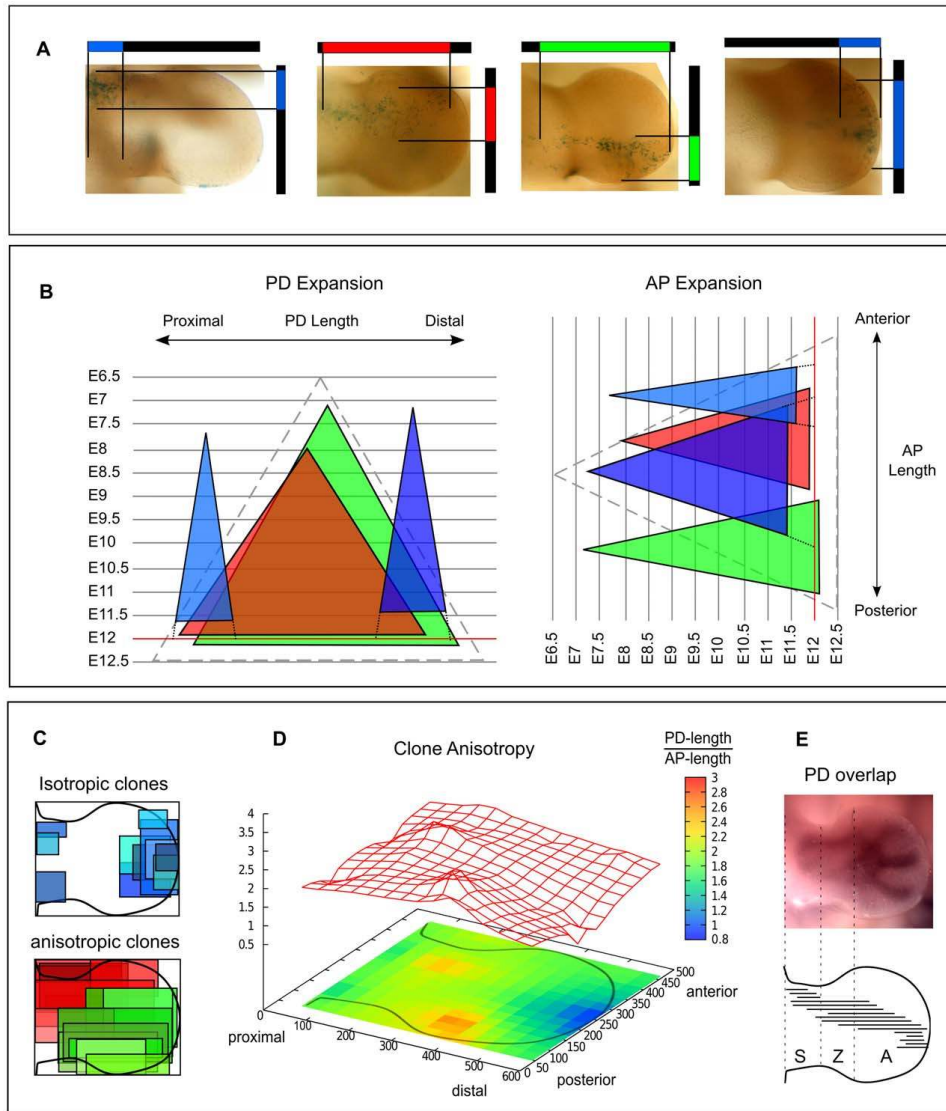 A
B
PD Expansion
Proximal PD Length Distal
E6.5
E7
E7.5
E8
E8.5
E9
E9.5
E10
E10.5
E11
E11.5
E12
E12.5
AP Expansion
Anterior
AP
Length
Posterior
E6.5
E7
E7.5
E8
E8.5
E9
E9.5
E10
E10.5
E11
E11.5
E12
E12.5
C
Isotropic clones
anisotropic clones
D
Clone Anisotropy
PD-length
AP-length
3
2.8
2.6
2.4
2.2
2
1.8
1.6
1.4
1.2
1
0.8
4
3.5
3
2.5
2
1.5
1
0.5
0
100
200
300
400
500
600
proximal
distal
0
50
100
150
200
250
300
350
400
450
500
posterior
anterior
E
PD overlap
S Z A